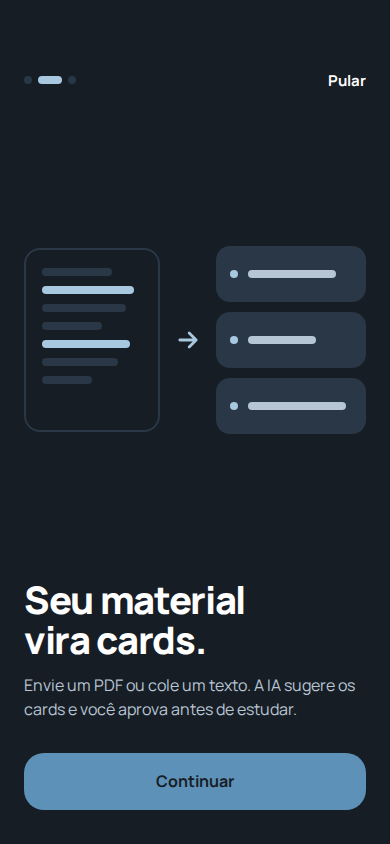 Pular
Seu material
vira cards.
Envie um PDF ou cole um texto. A IA sugere os
cards e você aprova antes de estudar.
Continuar